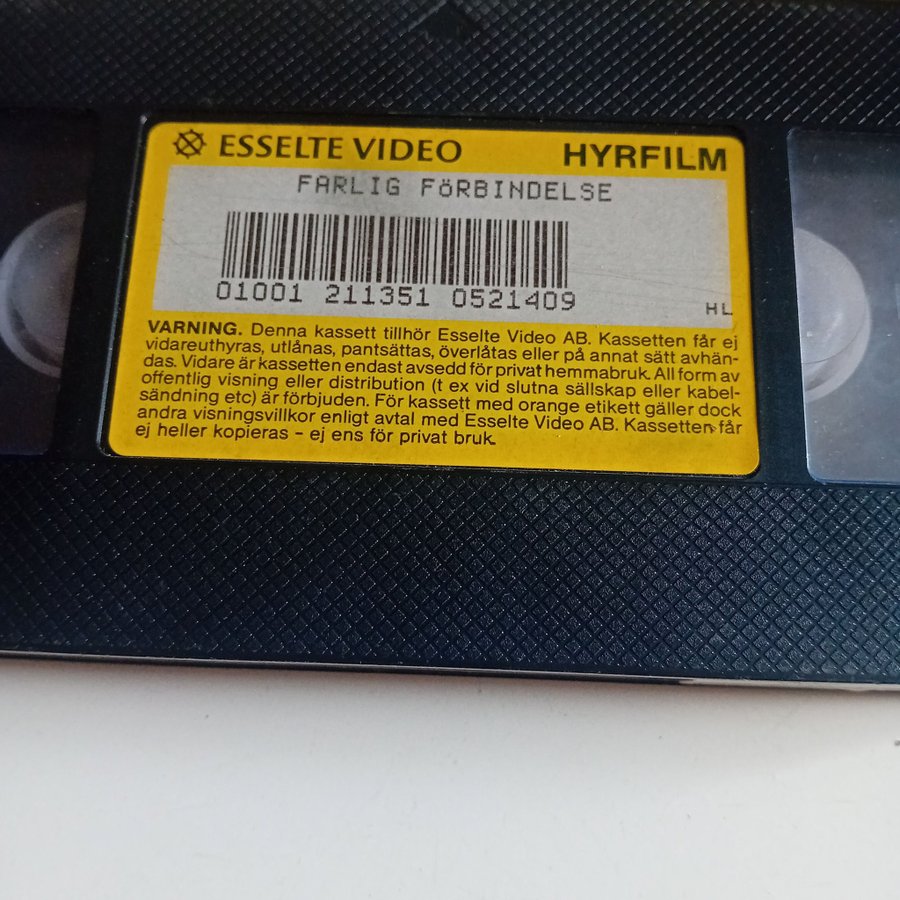 ESSELTE VIDEO HYRFILM
FARLIG FöRBINDELSE
01001 211351 0521409
HL
VARNING. Denna kassett tillhör Esselte Video AB. Kassetten får ej
vidareuthyras, utlånas, pantsättas, överlåtas eller på annat sätt avhän-
das. Vidare är kassetten endast avsedd för privat hemmabruk. All form av
offentlig visning eller distribution (t ex vid slutna sällskap eller kabel-
sändning etc) är förbjuden. För kassett med orange etikett gäller dock
andra visningsvillkor enligt avtal med Esselte Video AB. Kassetten får
ej heller kopieras – ej ens för privat bruk.